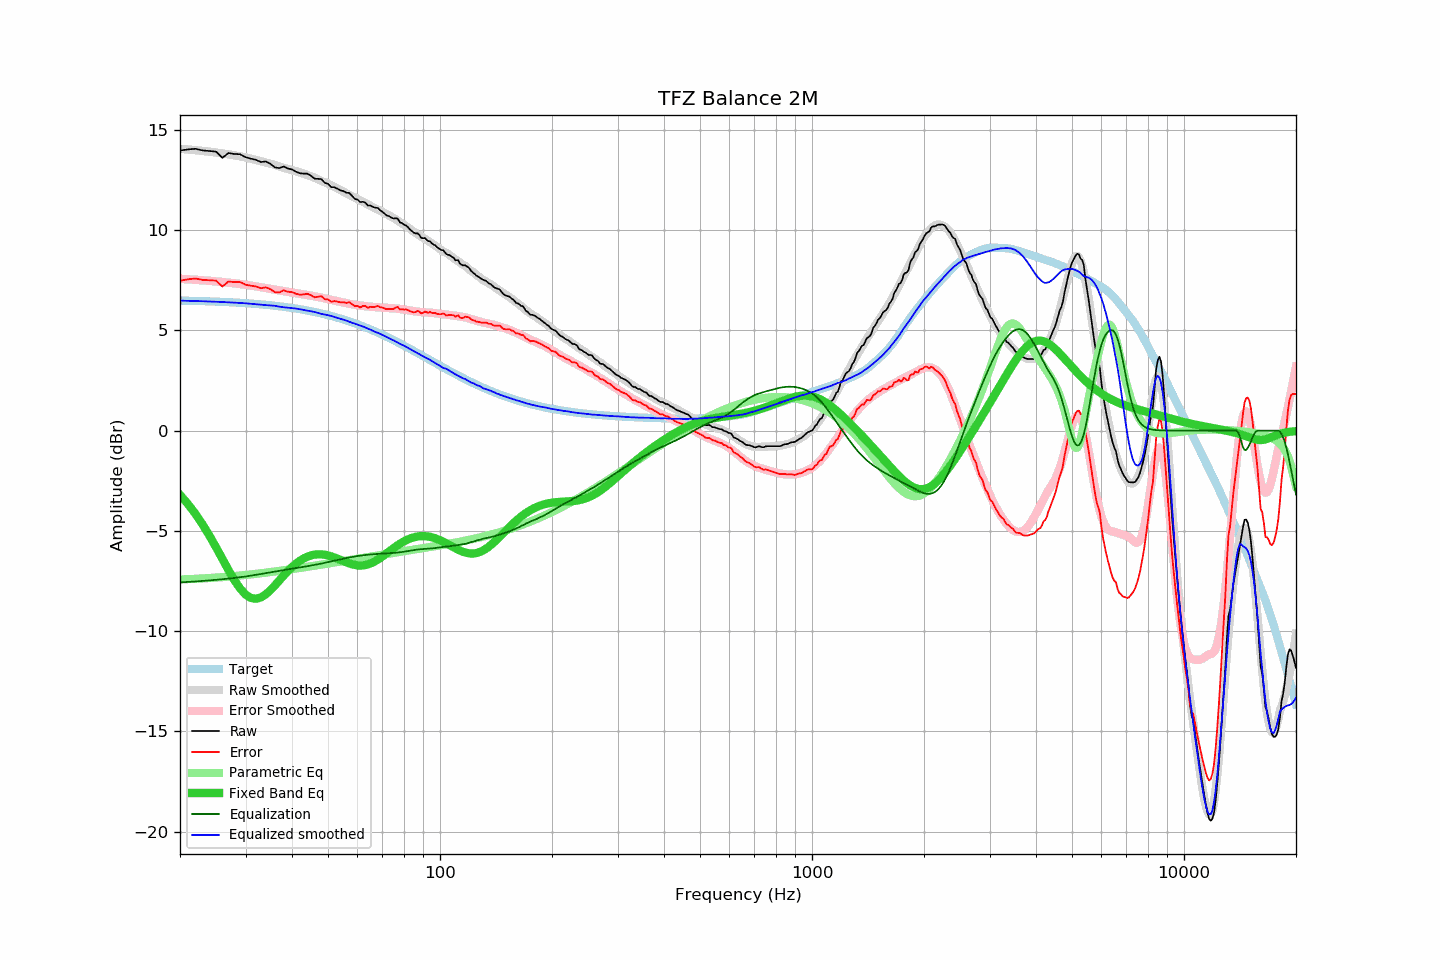 TFZ Balance 2M
15
10
5
0
−5
−10
−15
−20
Amplitude (dBr)
Target
Raw Smoothed
Error Smoothed
Raw
Error
Parametric Eq
Fixed Band Eq
Equalization
Equalized smoothed
100
1000
10000
Frequency (Hz)